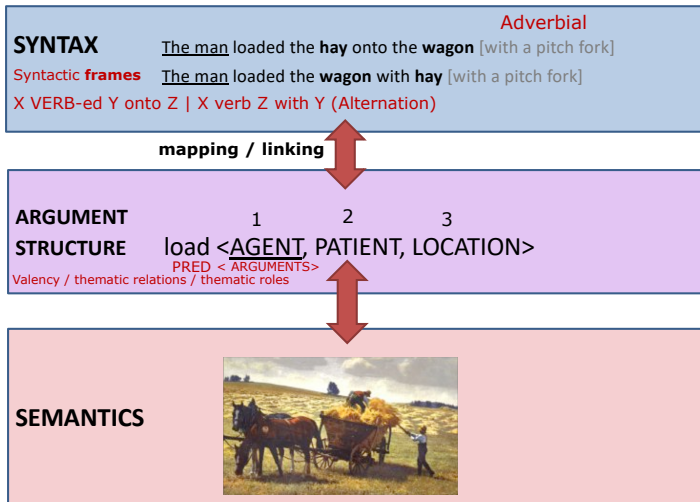 Adverbial
SYNTAX
The man loaded the hay onto the wagon [with a pitch fork]
Syntactic frames
The man loaded the wagon with hay [with a pitch fork]
X VERB-ed Y onto Z | X verb Z with Y (Alternation)
mapping / linking
ARGUMENT
1 2 3
STRUCTURE
load <AGENT, PATIENT, LOCATION>
PRED < ARGUMENTS>
Valency / thematic relations / thematic roles
SEMANTICS